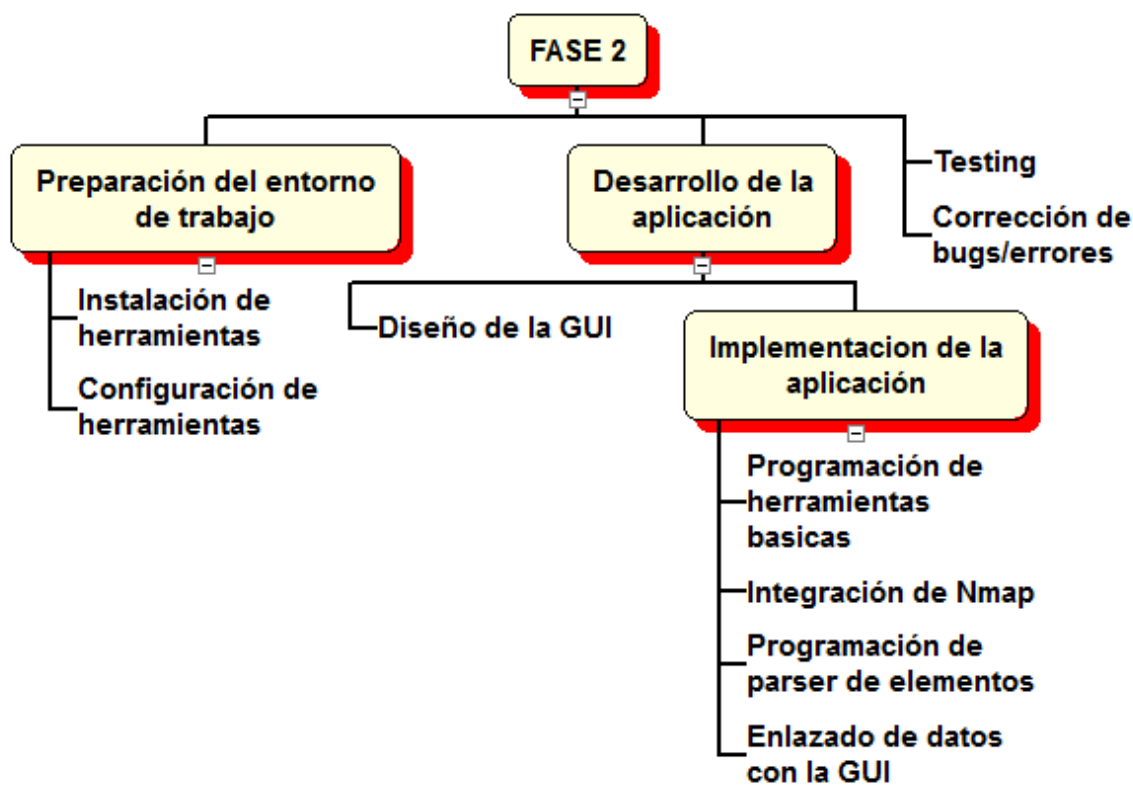 FASE 2
Preparación del entorno
de trabajo
Instalación de
herramientas
Configuración de
herramientas
Desarrollo de la
aplicación
Diseño de la GUI
Implementacion de la
aplicación
Programación de
herramientas
basicas
Integración de Nmap
Programación de
parser de elementos
Enlazado de datos
con la GUI
Testing
Corrección de
bugs/errores